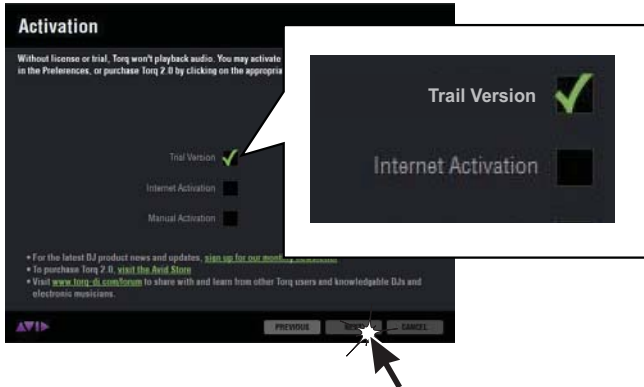 Activation
Without license or trial, Torq won't playback audio. You may activate
in the Preferences, or purchase Torq 2.0 by clicking on the appropria
Trial Version
Internet Activation
Manual Activation
Trail Version
Internet Activation
• For the latest DJ product news and updates, sign up for our monthly newsletter
• To purchase Torq 2.0, visit the Avid Store
• Visit www.torq-dj.com/forum to share with and learn from other Torq users and knowledgable DJs and
electronic musicians.
AVID
PREVIOUS
CANCEL